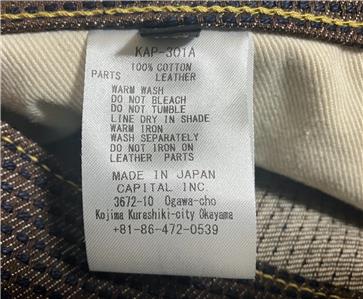 KAP-301A
100% COTTON
PARTS LEATHER
WARM WASH
DO NOT BLEACH
DO NOT TUMBLE
LINE DRY IN SHADE
WARM IRON
WASH SEPARATELY
DO NOT IRON ON
LEATHER PARTS
MADE IN JAPAN
CAPITAL INC.
3672-10 Ogawa-cho
Kojima Kurashiki-city Okayama
+81-86-472-0539